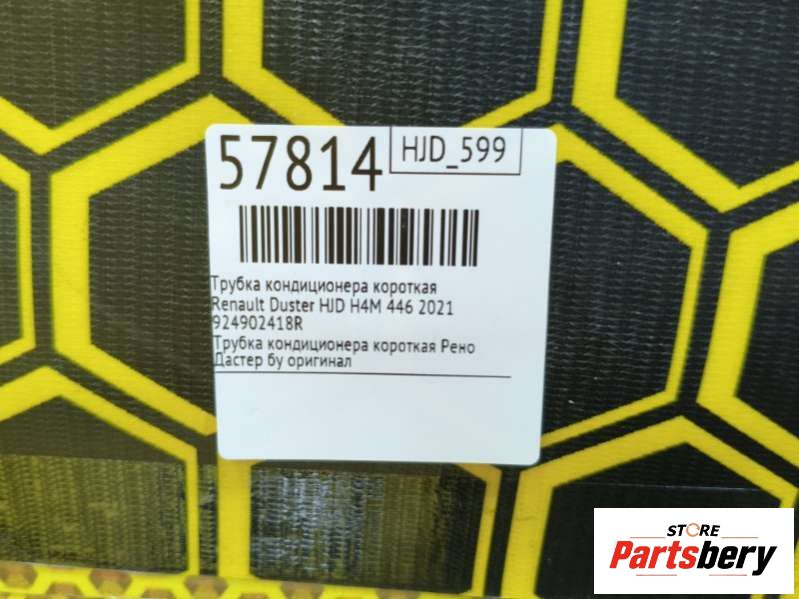 57814
HJD_599
Трубка кондиционера короткая
Renault Duster HJD H4M 446 2021
924902418R
Трубка кондиционера короткая Рено
Дастер бу оригинал
STORE
Partsbery